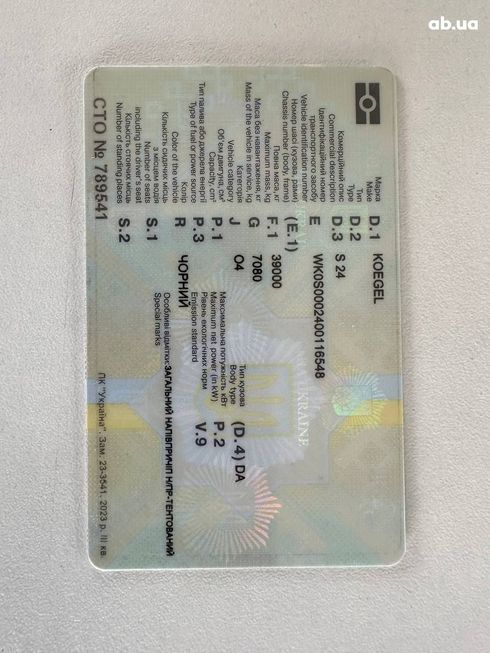 ab.ua
Марка
Make
D.1
KOEGEL
Тип
Type
D.2
Комерційний опис
Commercial description
D.3
S 24
Ідентифікаційний номер
транспортного засобу
Vehicle identification number
E
WK0S0002400116548
Номер шасі (кузова, рами)
Chassis number (body, frame)
(E.1)
Повна маса, кг
Maximum mass, kg
F.1
39000
Маса без навантаження, кг
Mass of the vehicle in service, kg
G
7080
Категорія
Vehicle category
J
O4
Тип кузова
Body type
(D.4) DA
Об'єм двигуна, см³
Capacity, cm³
P.1
Максимальна потужність кВт
Maximum net power (in kW)
P.2
Тип палива або джерела енергії
Type of fuel or power source
P.3
Рівень екологічних норм
Emission standard
V.9
Колір
Color of the vehicle
R
ЧОРНИЙ
Кількість сидячих місць
з місцем водія
Number of seats
including the driver's seat
S.1
Особливі відмітки: ЗАГАЛЬНИЙ НАПІВПРИЧІП Н/ПР-ТЕНТОВАНИЙ
Special marks
Кількість стоячих місць
Number of standing places
S.2
CTO № 789541
ПК "Україна". Зам. 23-3541. 2023 р. III кв.
UKRAINE